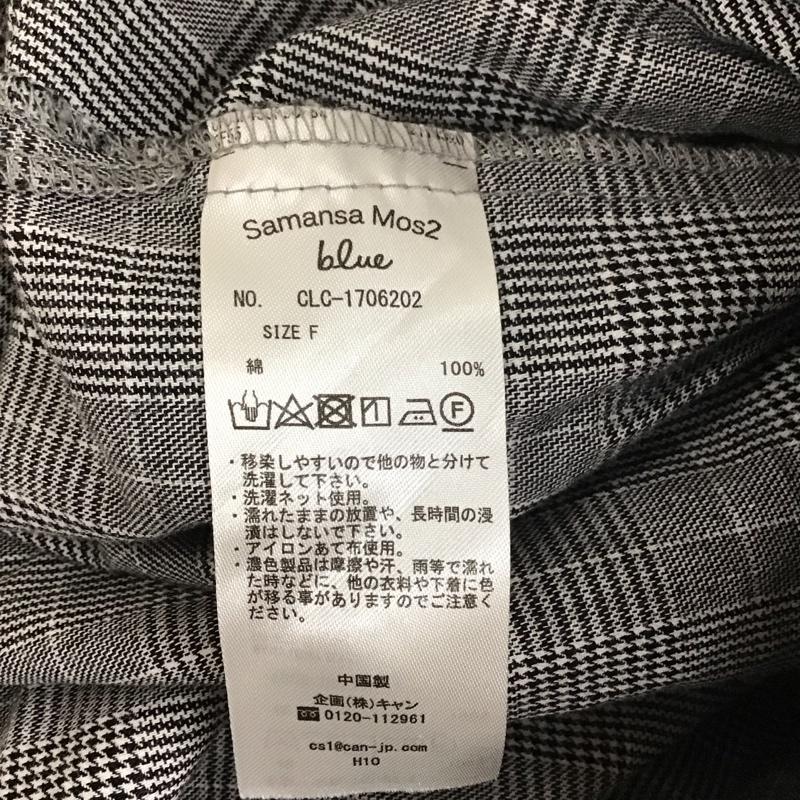 Samansa Mos2
blue
NO. CLC-1706202
SIZE F
綿 100%
F
・移染しやすいので他の物と分けて
洗濯して下さい。
・洗濯ネット使用。
・濡れたままの放置や、長時間の浸
漬はしないで下さい。
・アイロンあて布使用。
・濃色製品は摩擦や汗、雨等で濡れ
た時などに、他の衣料や下着に色
が移る事がありますのでご注意く
ださい。
中国製
企画(株)キャン
0120-112961
cs1@can-jp.com
H10